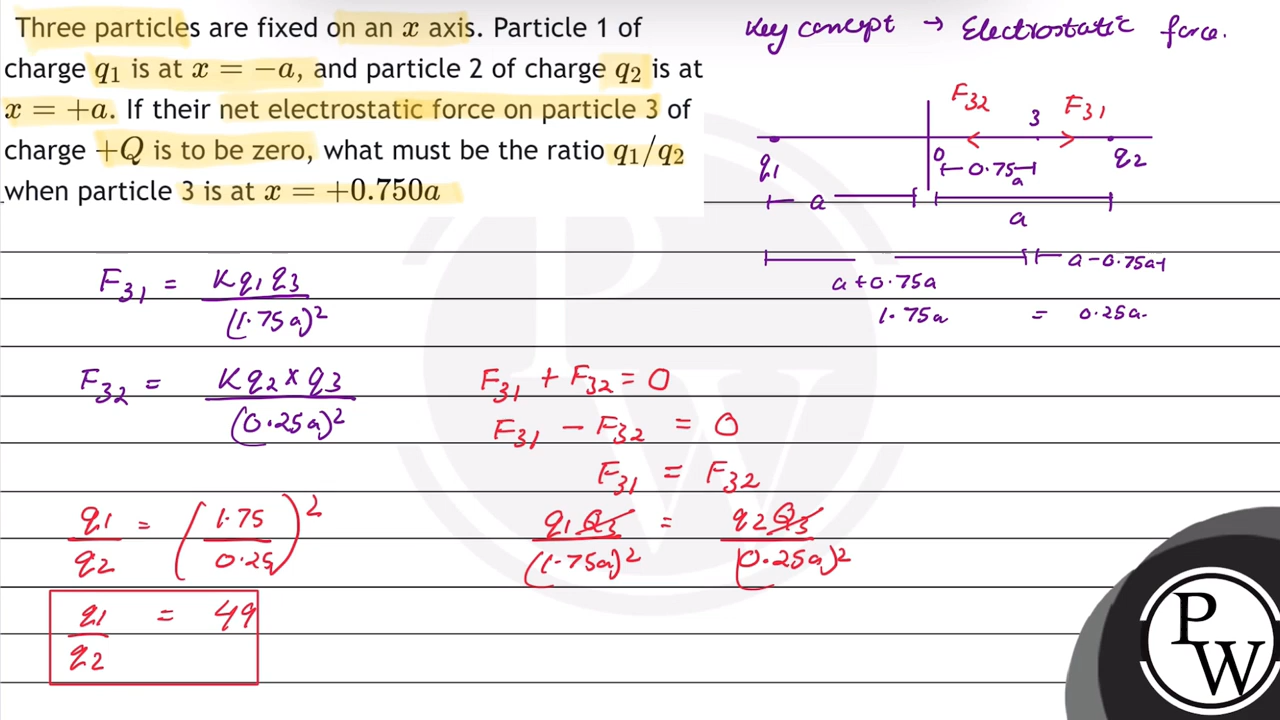 Three particles are fixed on an x axis. Particle 1 of
charge q₁ is at x = −a, and particle 2 of charge q₂ is at
x = +a. If their net electrostatic force on particle 3 of
charge +Q is to be zero, what must be the ratio q₁/q₂
when particle 3 is at x = +0.750a
Key concept → Electrostatic force.
F₃₂ 3 F₃₁
q₁ 0 0.75a q₂
a a
a+0.75a a-0.75a
1.75a = 0.25a.
F₃₁ = Kq₁q₃/(1.75a)²
F₃₂ = Kq₂×q₃/(0.25a)²
F₃₁ + F₃₂ = 0
F₃₁ − F₃₂ = 0
F₃₁ = F₃₂
q₁Q₃/(1.75a)² = q₂Q₃/(0.25a)²
q₁/q₂ = (1.75/0.25)²
q₁/q₂ = 49
PW
PW